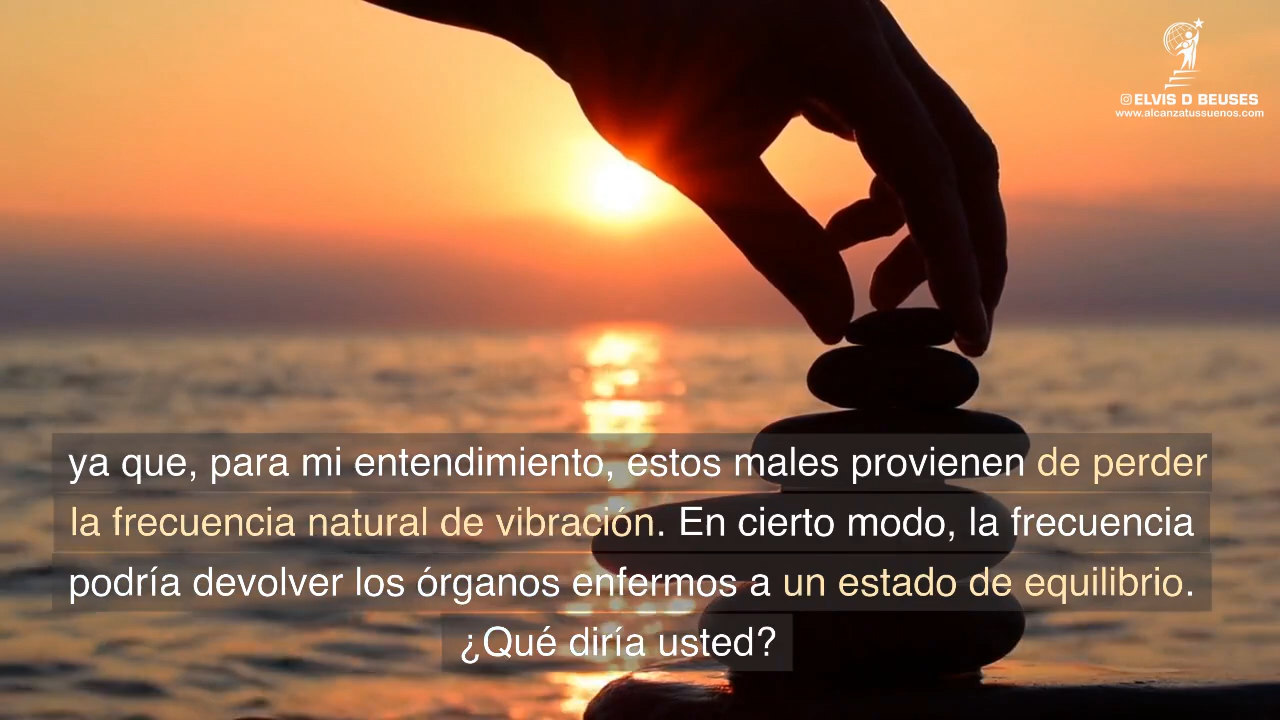 ELVIS D BEUSES
www.alcanzatussuenos.com
ya que, para mi entendimiento, estos males provienen de perder
la frecuencia natural de vibración. En cierto modo, la frecuencia
podría devolver los órganos enfermos a un estado de equilibrio.
¿Qué diría usted?